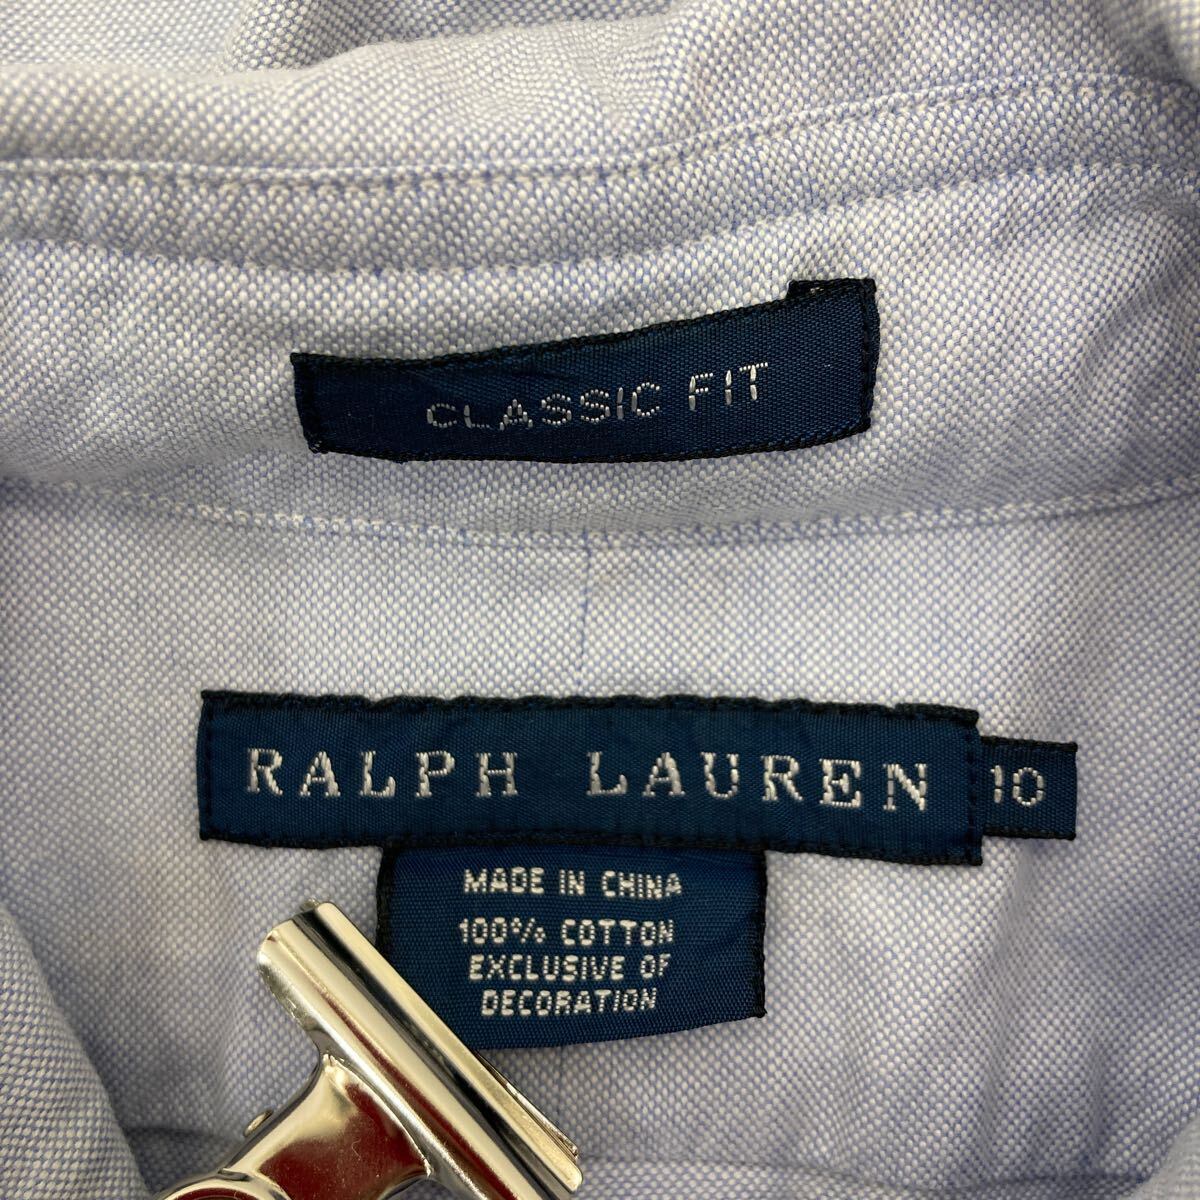 CLASSIC FIT
RALPH LAUREN
10
MADE IN CHINA
100% COTTON
EXCLUSIVE OF
DECORATION